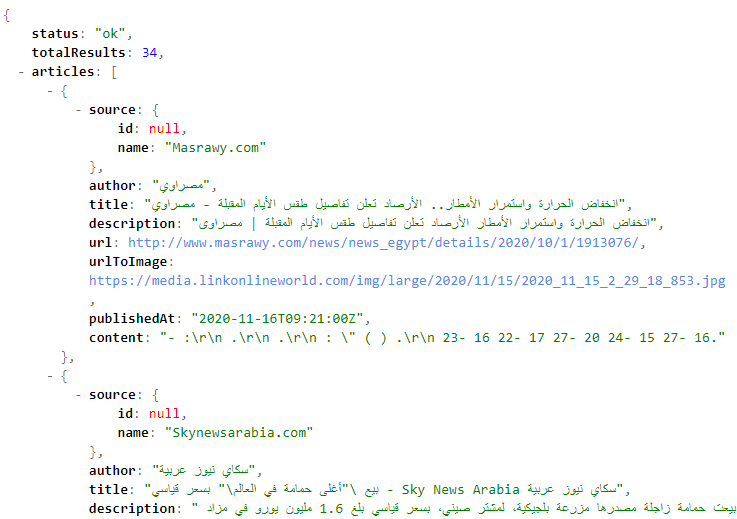 {
status: "ok",
totalResults: 34,
- articles: [
- {
- source: {
id: null,
name: "Masrawy.com"
},
author: "مصراوي",
title: "انخفاض الحرارة واستمرار الأمطار.. الأرصاد تعلن تفاصيل طقس الأيام المقبلة - مصراوي",
description: "انخفاض الحرارة واستمرار الأمطار الأرصاد تعلن تفاصيل طقس الأيام المقبلة | مصراوى",
url: http://www.masrawy.com/news/news_egypt/details/2020/10/1/1913076/,
urlToImage:
https://media.linkonlineworld.com/img/large/2020/11/15/2020_11_15_2_29_18_853.jpg
,
publishedAt: "2020-11-16T09:21:00Z",
content: "- :\r\n .\r\n .\r\n : \" ( ) .\r\n 23- 16 22- 17 27- 20 24- 15 27- 16."
},
- {
- source: {
id: null,
name: "Skynewsarabia.com"
},
author: "سكاي نيوز عربية",
title: "بيع \"أغلى حمامة في العالم\" بسعر قياسي - Sky News Arabia سكاي نيوز عربية",
description: " بيعت حمامة زاجلة مصدرها مزرعة بلجيكية، لمشتر صيني، بسعر قياسي بلغ 1.6 مليون يورو في مزاد